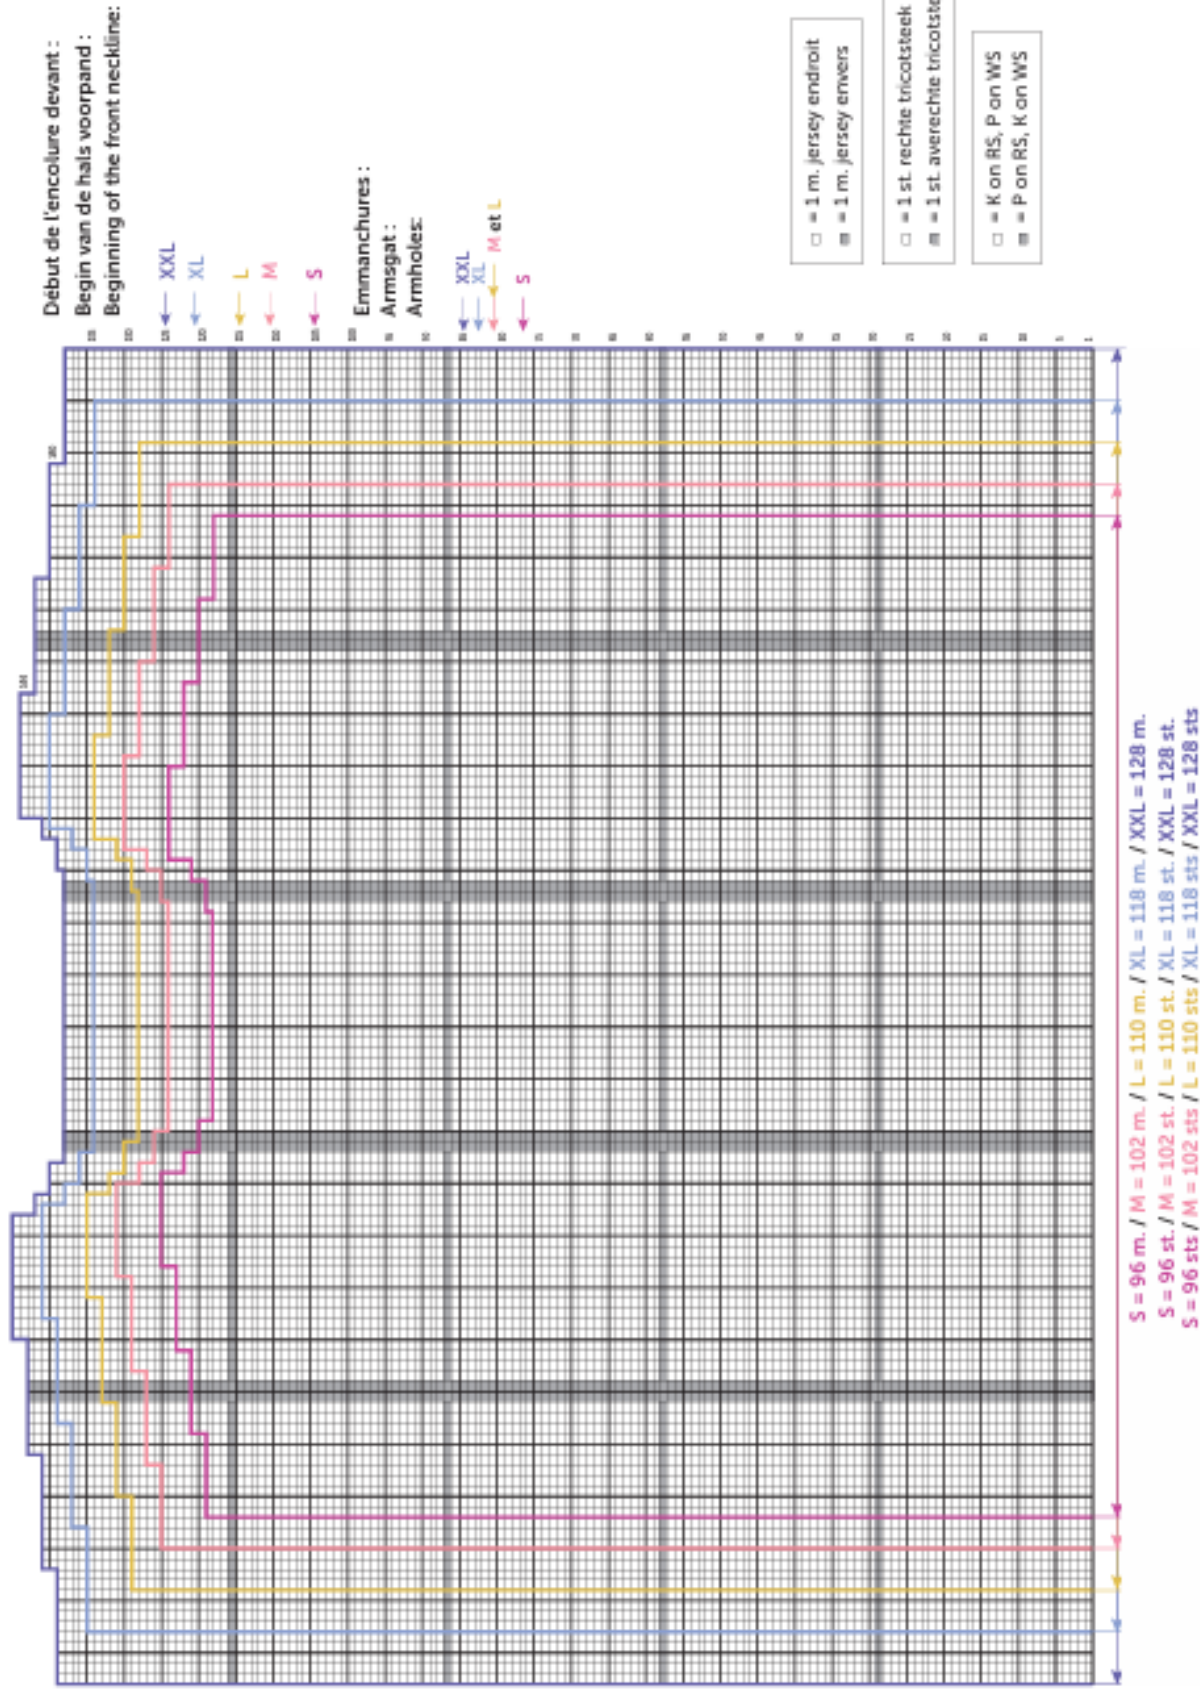 Début de l'encolure devant :
Begin van de hals voorpand :
Beginning of the front neckline:
XXL
XL
L
M
S
Emmanchures :
Armsgat :
Armholes:
XXL
XL
M et L
S
= 1 m. jersey endroit
= 1 m. jersey envers
= 1 st. rechte tricotsteek
= 1 st. averechte tricotste
= K on RS, P on WS
= P on RS, K on WS
S = 96 m. / M = 102 m. / L = 110 m. / XL = 118 m. / XXL = 128 m.
S = 96 st. / M = 102 st. / L = 110 st. / XL = 118 st. / XXL = 128 st.
S = 96 sts / M = 102 sts / L = 110 sts / XL = 118 sts / XXL = 128 sts